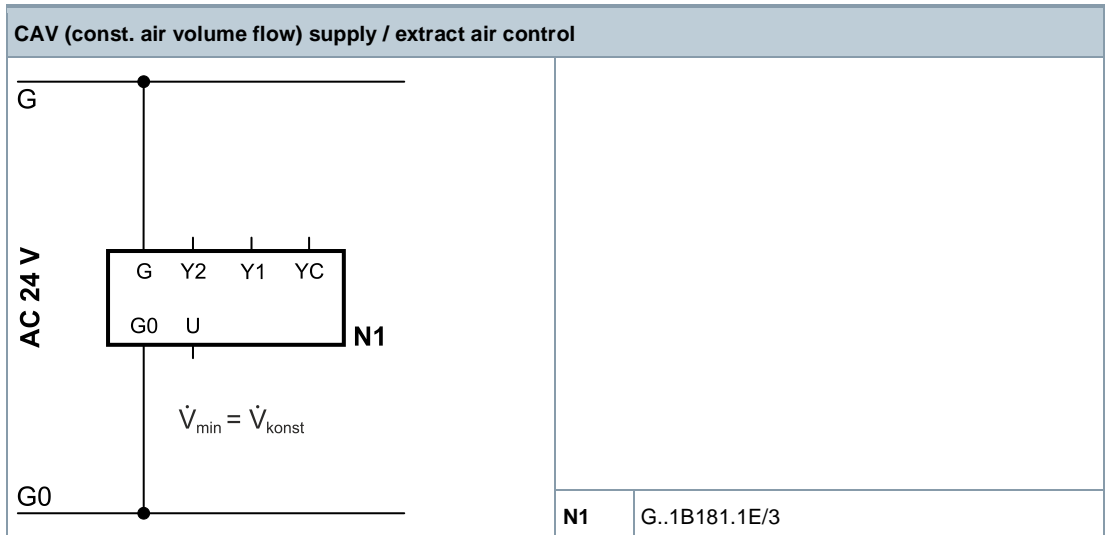 CAV (const. air volume flow) supply / extract air control
G
AC 24 V
G Y2 Y1 YC
G0 U
N1
V̇min = V̇konst
G0
N1 G..1B181.1E/3